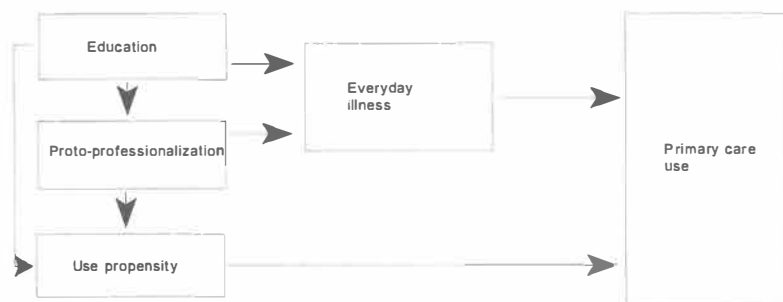 Education
Everyday
illness
Proto-professionalization
Primary care
use
Use propensity